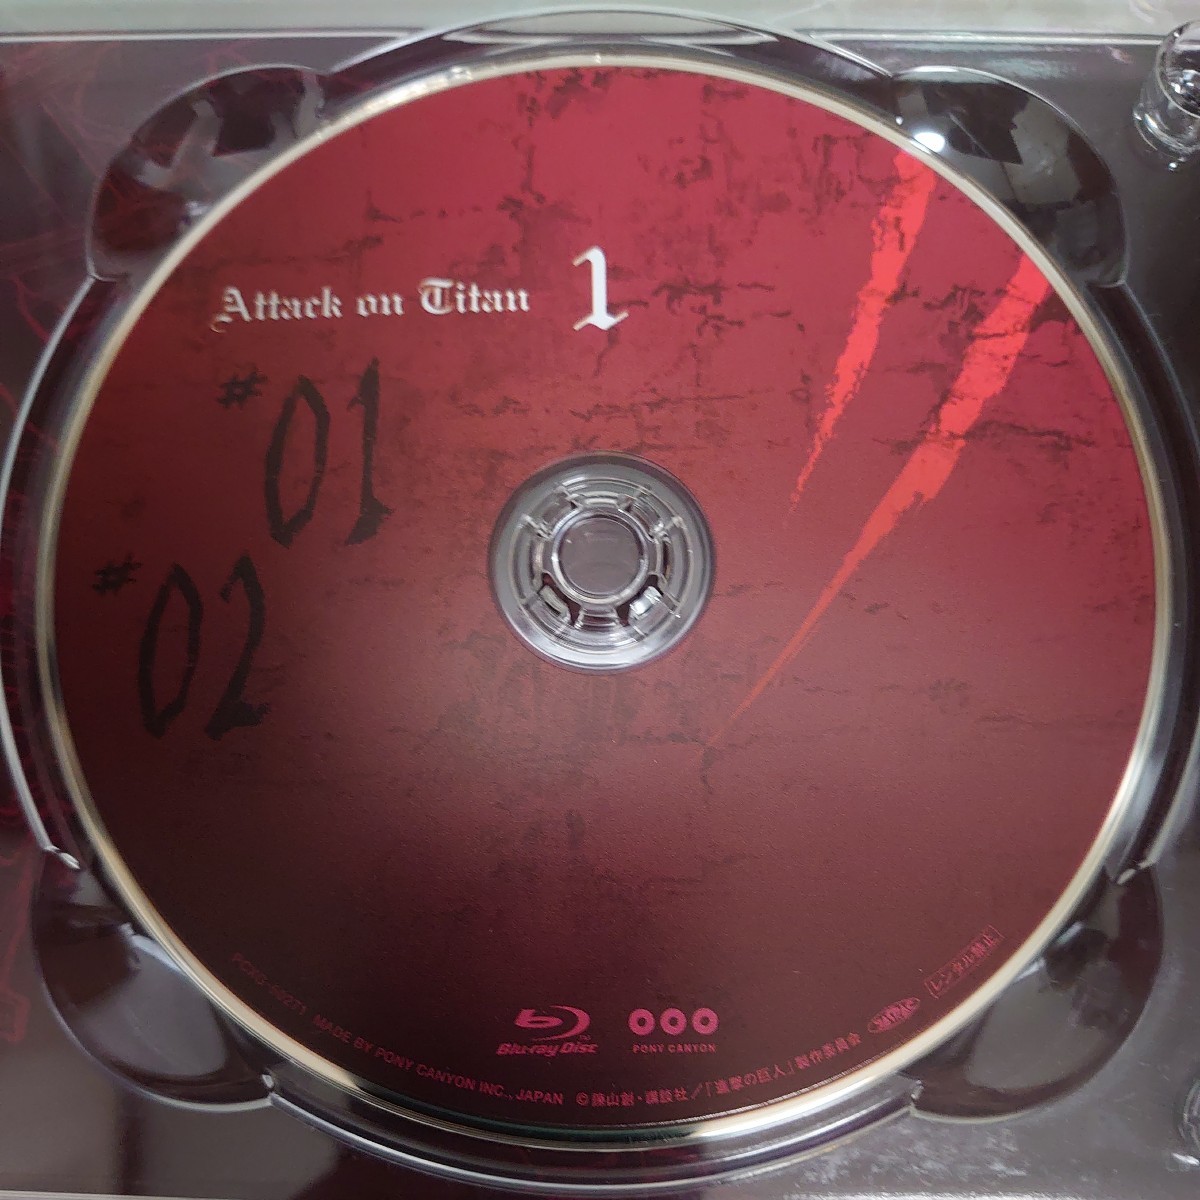 Attack on Titan 1
#01
#02
Blu-ray Disc™
PONY CANYON
MADE BY PONY CANYON INC., JAPAN ©諫山創・講談社／「進撃の巨人」製作委員会
レンタル禁止